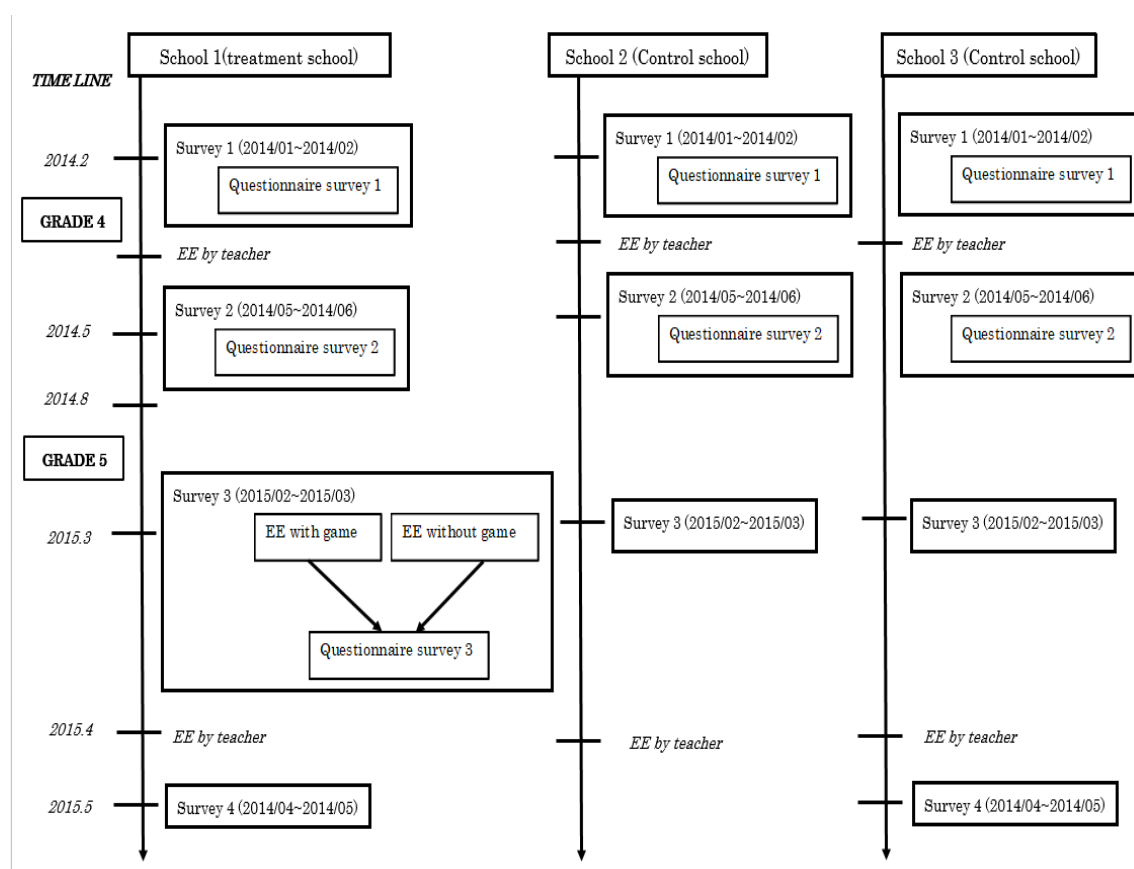 School 1(treatment school)
School 2 (Control school)
School 3 (Control school)
TIME LINE
2014.2
Survey 1 (2014/01~2014/02)
Questionnaire survey 1
Survey 1 (2014/01~2014/02)
Questionnaire survey 1
Survey 1 (2014/01~2014/02)
Questionnaire survey 1
GRADE 4
EE by teacher
EE by teacher
EE by teacher
2014.5
Survey 2 (2014/05~2014/06)
Questionnaire survey 2
Survey 2 (2014/05~2014/06)
Questionnaire survey 2
Survey 2 (2014/05~2014/06)
Questionnaire survey 2
2014.8
GRADE 5
2015.3
Survey 3 (2015/02~2015/03)
EE with game
EE without game
Questionnaire survey 3
Survey 3 (2015/02~2015/03)
Survey 3 (2015/02~2015/03)
2015.4
EE by teacher
EE by teacher
EE by teacher
2015.5
Survey 4 (2014/04~2014/05)
Survey 4 (2014/04~2014/05)